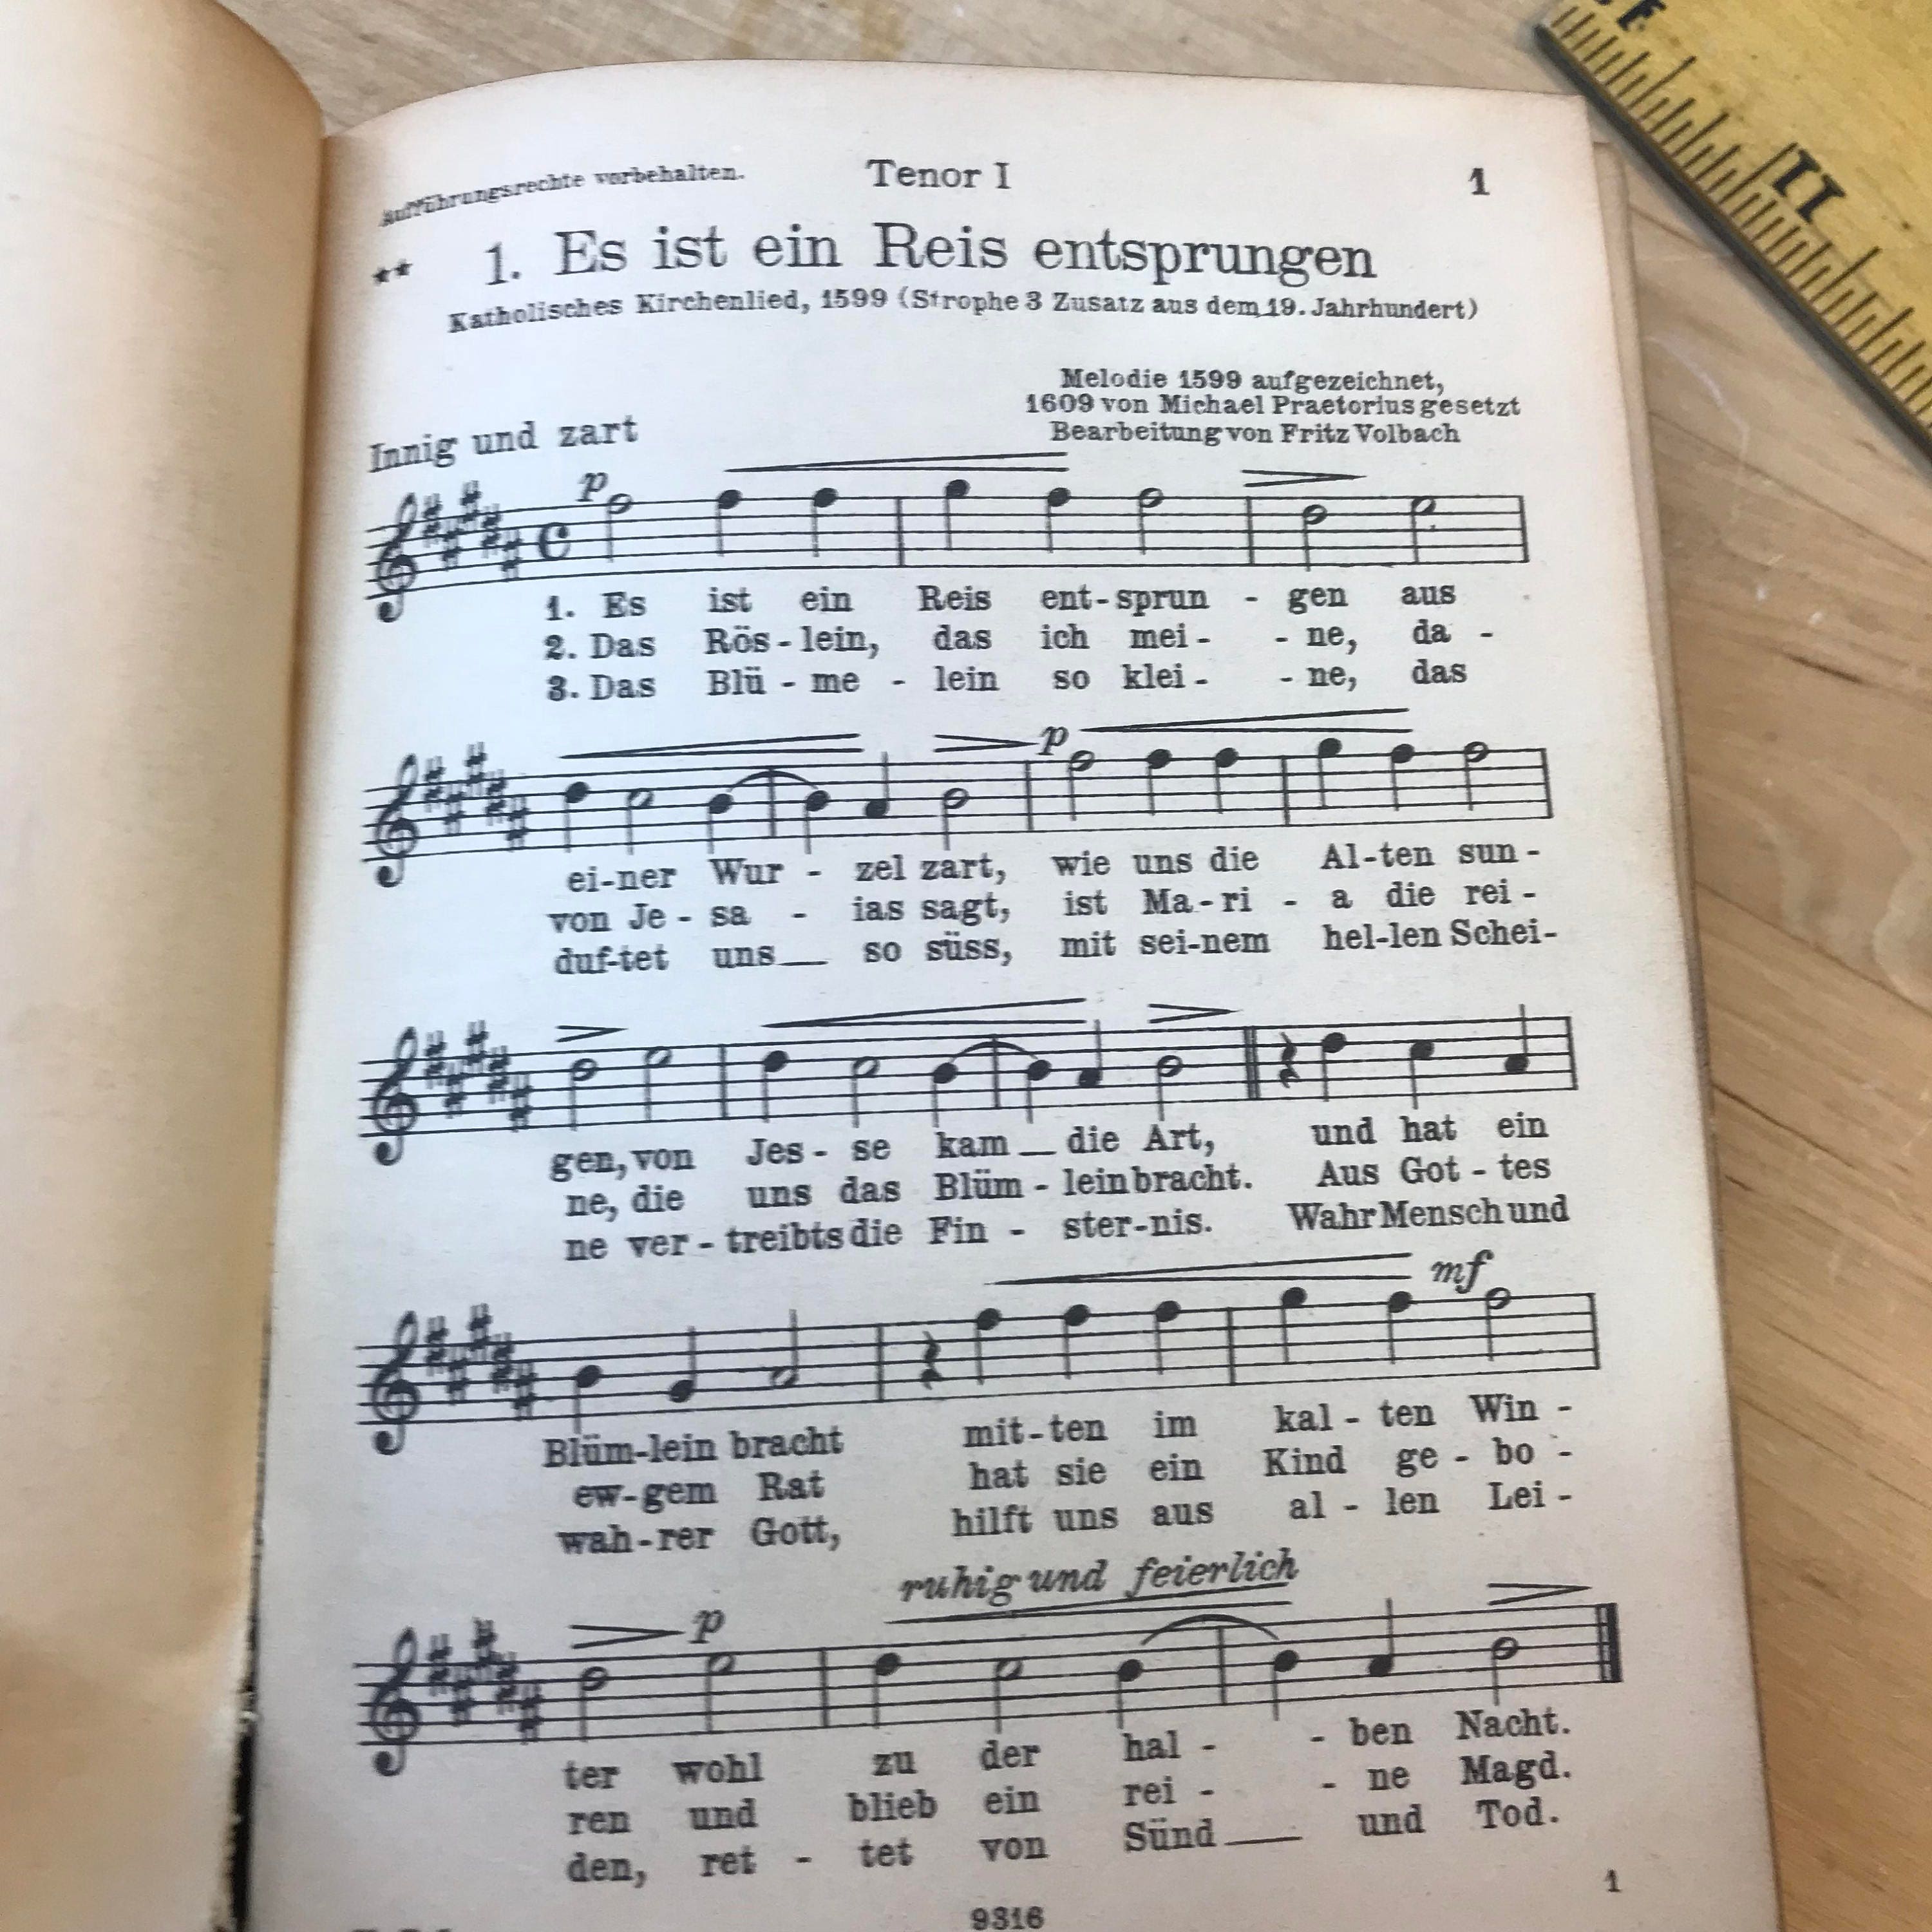 Aufführungsrechte vorbehalten.
Tenor I
1
** 1. Es ist ein Reis entsprungen
Katholisches Kirchenlied, 1599 (Strophe 3 Zusatz aus dem 19. Jahrhundert)
Melodie 1599 aufgezeichnet,
1609 von Michael Praetorius gesetzt
Bearbeitung von Fritz Volbach
Innig und zart
p
1. Es ist ein Reis ent-sprun - gen aus
2. Das Rös-lein, das ich mei- - ne, da -
3. Das Blü - me - lein so klei- - ne, das
p
ei-ner Wur - zel zart, wie uns die Al-ten sun-
von Je - sa - ias sagt, ist Ma-ri - a die rei-
duf-tet uns__ so süss, mit sei-nem hel-len Schei-
gen, von Jes- se kam__ die Art, und hat ein
ne, die uns das Blüm - lein bracht. Aus Got - tes
ne ver - treibts die Fin - ster-nis. Wahr Mensch und
mf
Blüm-lein bracht mit-ten im kal - ten Win -
ew-gem Rat hat sie ein Kind ge - bo -
wah-rer Gott, hilft uns aus al - len Lei -
ruhig und feierlich
p
ter wohl zu der hal - - ben Nacht.
ren und blieb ein rei - - ne Magd.
den, ret - tet von Sünd__ und Tod.
1
9316
11